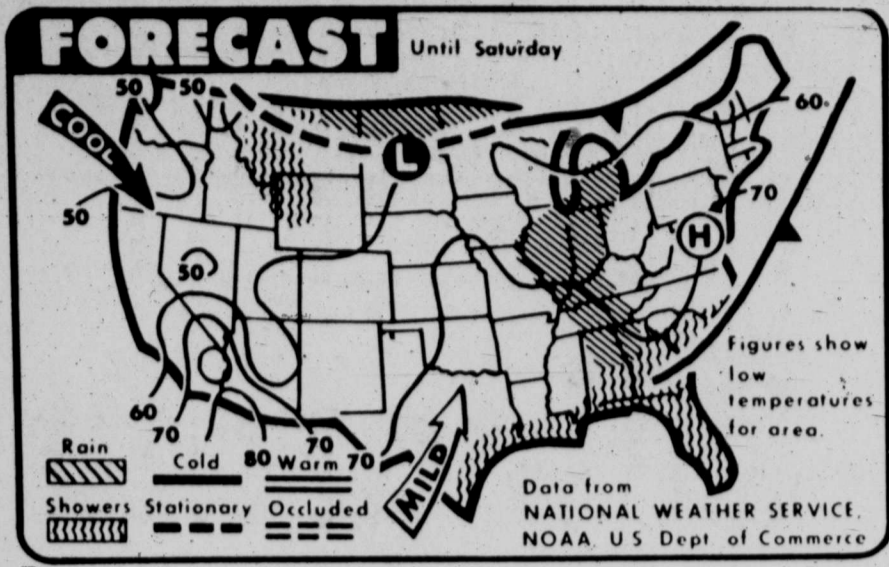 FORECAST
Until Saturday
50 50
COOL
60.
L
50
70
H
50
Figures show
low
temperatures
for area.
60
70
80
70
70
MILD
Rain
Cold Warm
Showers Stationary Occluded
Data from
NATIONAL WEATHER SERVICE,
NOAA U S Dept of Commerce